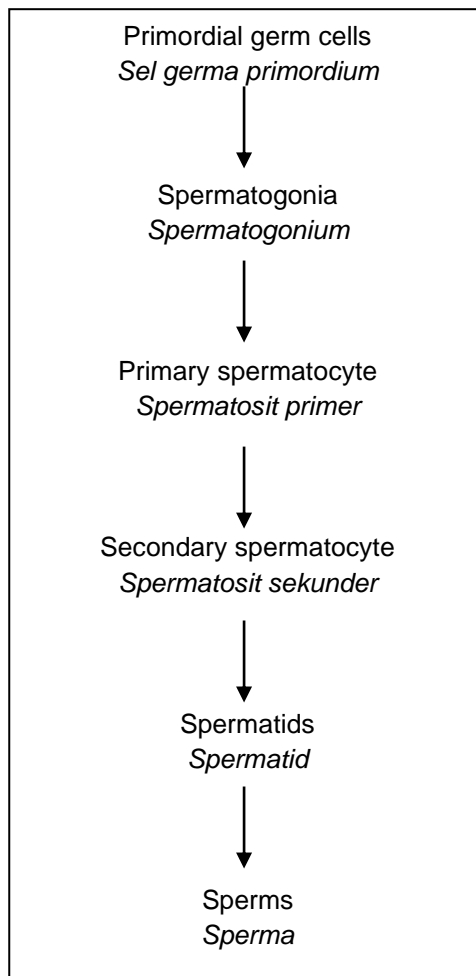 Primordial germ cells
Sel germa primordium
Spermatogonia
Spermatogonium
Primary spermatocyte
Spermatosit primer
Secondary spermatocyte
Spermatosit sekunder
Spermatids
Spermatid
Sperms
Sperma